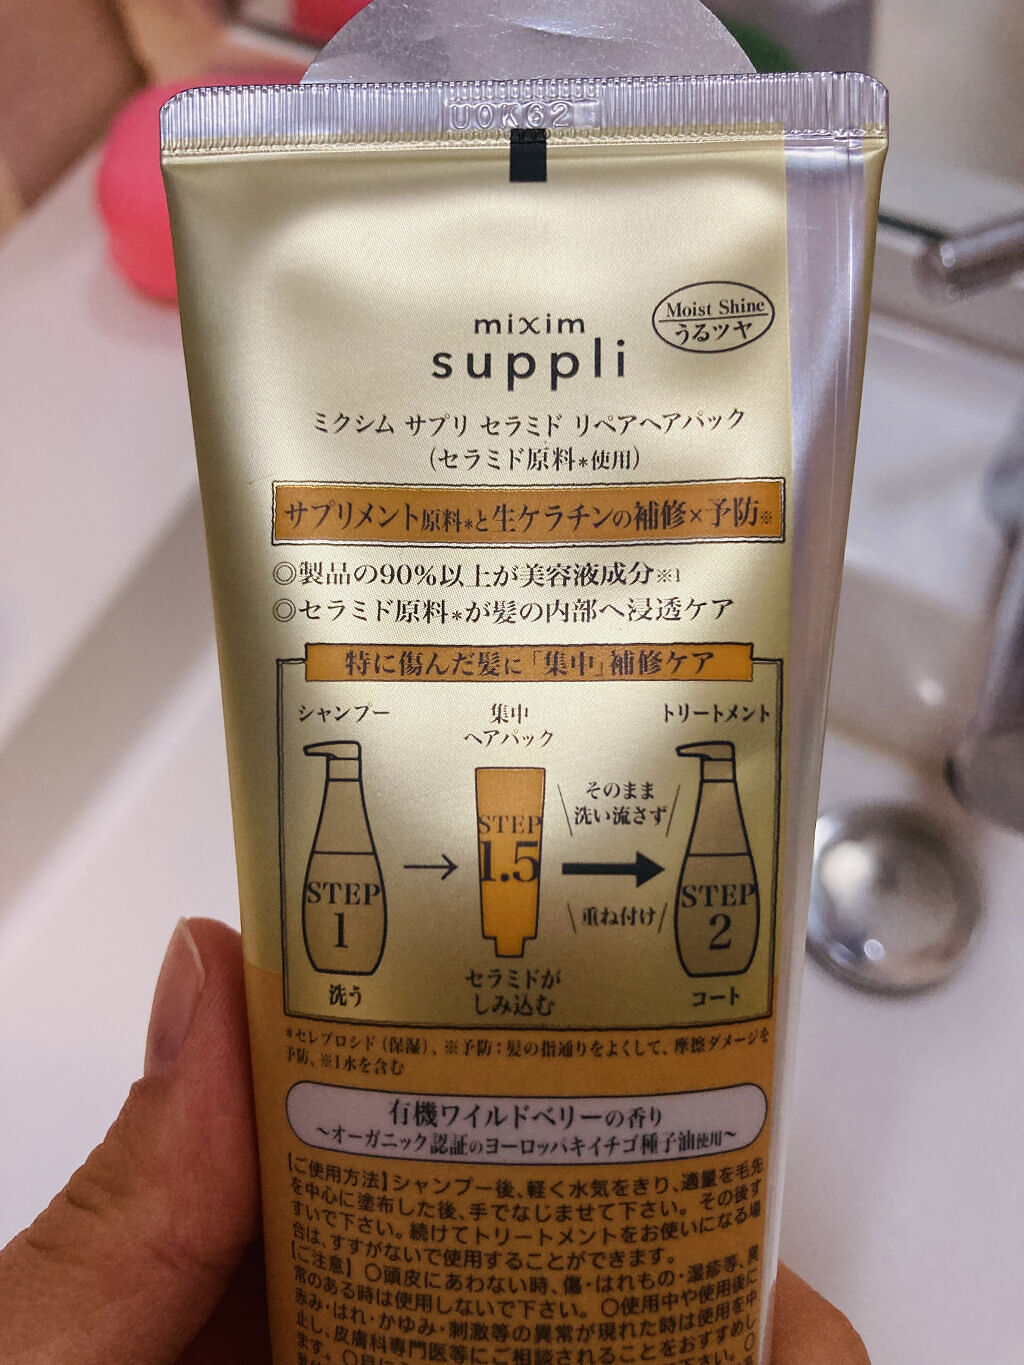 U0K62
Moist Shine
うるツヤ
mixim
suppli
ミクシム サプリ セラミド リペアヘアパック
(セラミド原料*使用)
サプリメント原料*と生ケラチンの補修×予防※
◎製品の90%以上が美容液成分※1
◎セラミド原料*が髪の内部へ浸透ケア
特に傷んだ髪に「集中」補修ケア
シャンプー
集中
ヘアパック
トリートメント
そのまま
洗い流さず
STEP
1
STEP
1.5
STEP
2
重ね付け
洗う
セラミドが
しみ込む
コート
*セレブロシド(保湿)、※予防:髪の指通りをよくして、摩擦ダメージを
予防、※1水を含む
有機ワイルドベリーの香り
~オーガニック認証のヨーロッパキイチゴ種子油使用~
【ご使用方法】シャンプー後、軽く水気をきり、適量を毛先
を中心に塗布した後、手でなじませて下さい。その後す
すいで下さい。続けてトリートメントをお使いになる場
合は、すすがないで使用することができます。
【ご注意】○頭皮にあわない時、傷・はれもの・湿疹等、異
常のある時は使用しないで下さい。○使用中や使用後に
赤み・はれ・かゆみ・刺激等の異常が現れた時は使用を中
止し、皮膚科専門医等にご相談されることをおすすめし
ます。